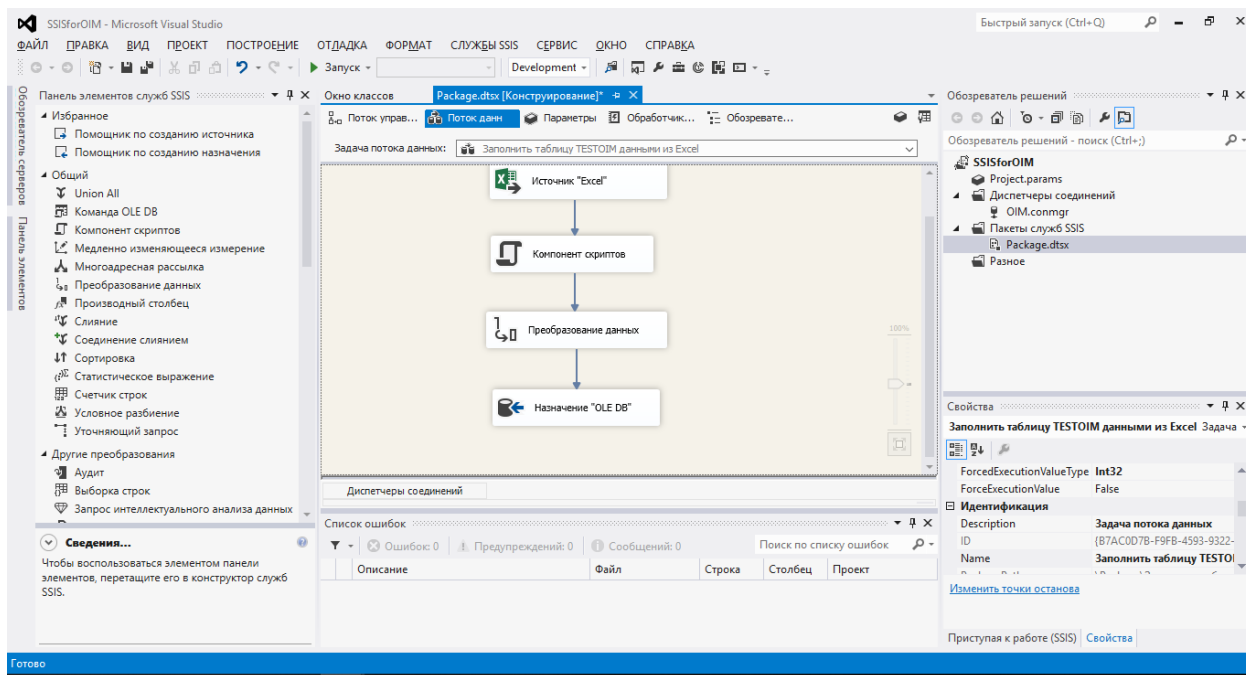 SSISforOIM - Microsoft Visual Studio
Быстрый запуск (Ctrl+Q)
ФАЙЛ ПРАВКА ВИД ПРОЕКТ ПОСТРОЕНИЕ ОТЛАДКА ФОРМАТ СЛУЖБЫ SSIS СЕРВИС ОКНО СПРАВКА
Запуск
Development
Обозреватель серверов
Панель элементов
Панель элементов служб SSIS
Избранное
Помощник по созданию источника
Помощник по созданию назначения
Общий
Union All
Команда OLE DB
Компонент скриптов
Медленно изменяющееся измерение
Многоадресная рассылка
Преобразование данных
Производный столбец
Слияние
Соединение слиянием
Сортировка
Статистическое выражение
Счетчик строк
Условное разбиение
Уточняющий запрос
Другие преобразования
Аудит
Выборка строк
Запрос интеллектуального анализа данных
Сведения...
Чтобы воспользоваться элементом панели
элементов, перетащите его в конструктор служб
SSIS.
Окно классов
Package.dtsx [Конструирование]*
Поток управ...
Поток данн
Параметры
Обработчик...
Обозревате...
Задача потока данных:
Заполнить таблицу TESTOIM данными из Excel
Источник "Excel"
Компонент скриптов
Преобразование данных
Назначение "OLE DB"
100%
Диспетчеры соединений
Список ошибок
Ошибок: 0
Предупреждений: 0
Сообщений: 0
Поиск по списку ошибок
Описание
Файл
Строка
Столбец
Проект
Обозреватель решений
Обозреватель решений - поиск (Ctrl+;)
SSISforOIM
Project.params
Диспетчеры соединений
OIM.conmgr
Пакеты служб SSIS
Package.dtsx
Разное
Свойства
Заполнить таблицу TESTOIM данными из Excel Задача
ForcedExecutionValueType Int32
ForceExecutionValue False
Идентификация
Description Задача потока данных
ID {B7AC0D7B-F9FB-4593-9322-
Name Заполнить таблицу TESTOI
Изменить точки останова
Приступая к работе (SSIS)
Свойства
Готово